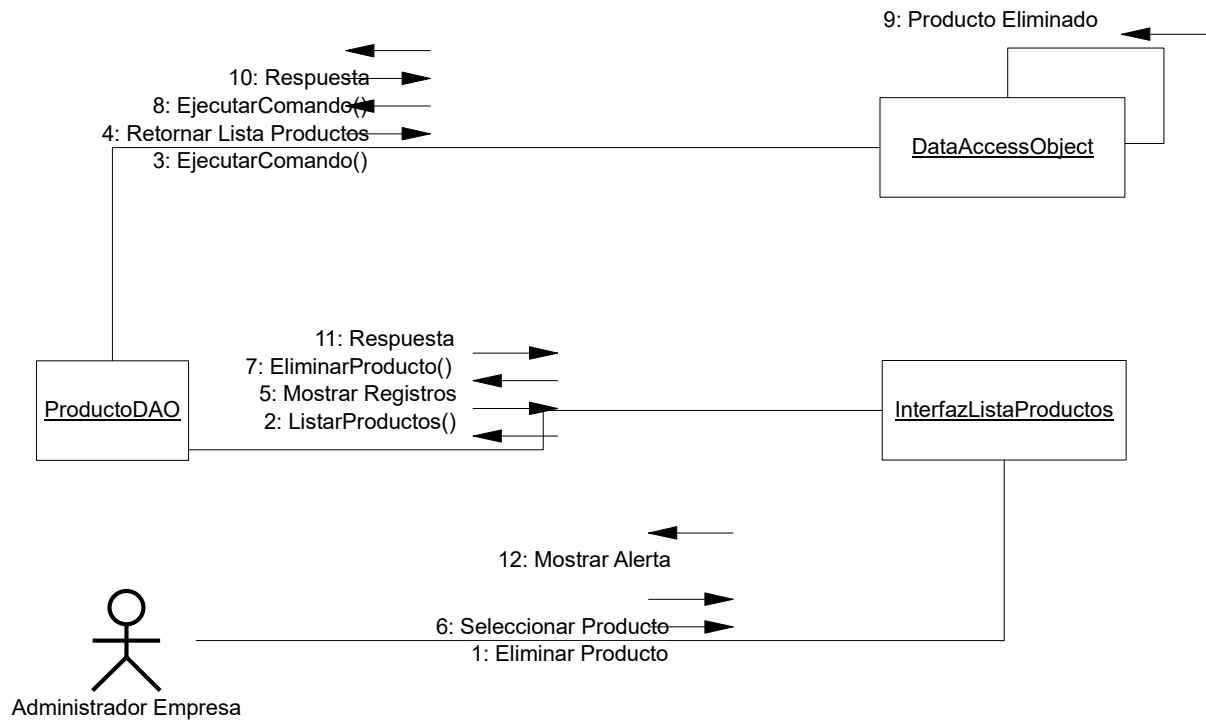 9: Producto Eliminado
10: Respuesta
8: EjecutarComando()
4: Retornar Lista Productos
3: EjecutarComando()
DataAccessObject
11: Respuesta
7: EliminarProducto()
5: Mostrar Registros
2: ListarProductos()
ProductoDAO
InterfazListaProductos
12: Mostrar Alerta
6: Seleccionar Producto
1: Eliminar Producto
Administrador Empresa